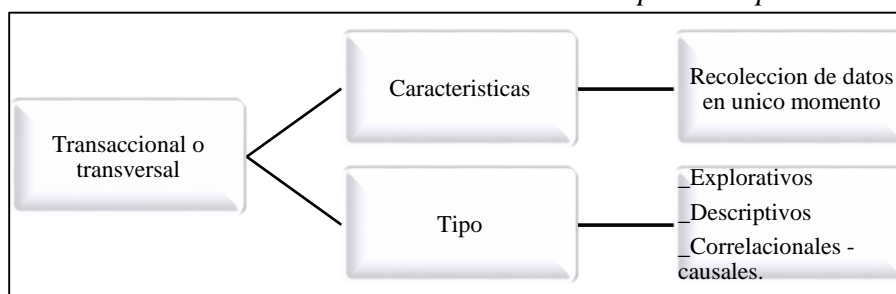 Caracteristicas
Recoleccion de datos
en unico momento
Transaccional o
transversal
Tipo
_Explorativos
_Descriptivos
_Correlacionales -
causales.